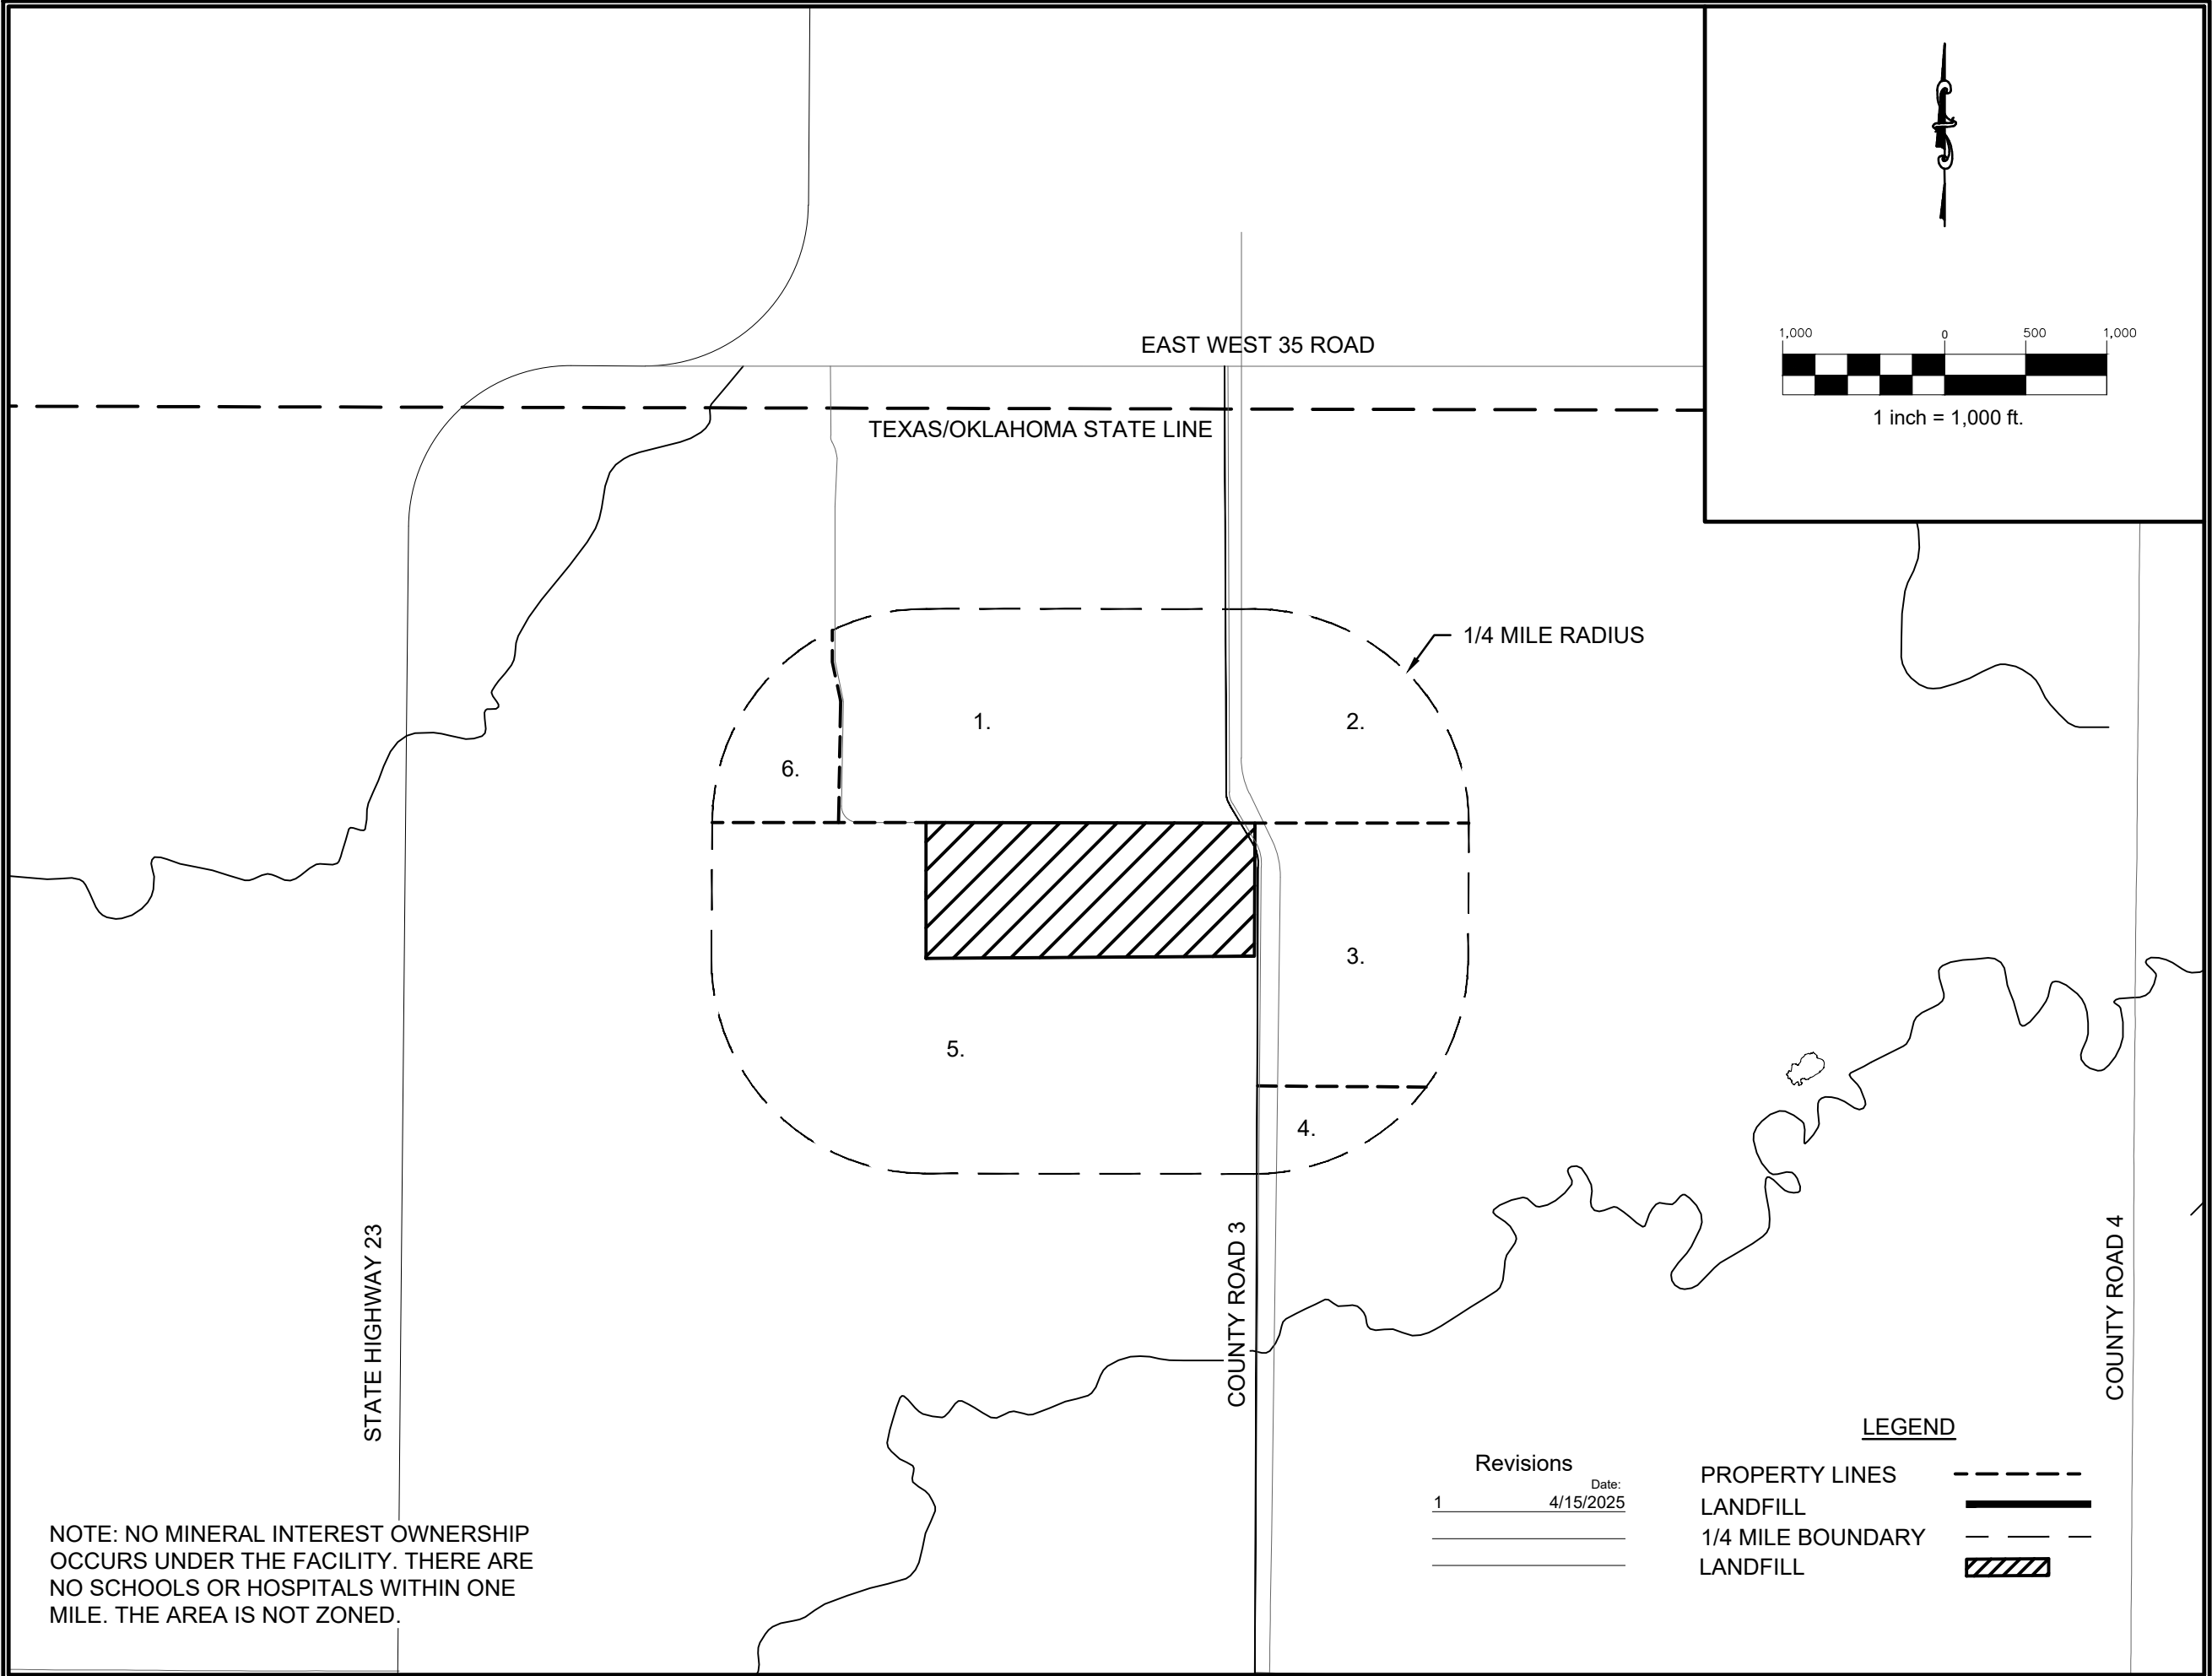 1,000 0 500 1,000
1 inch = 1,000 ft.
EAST WEST 35 ROAD
TEXAS/OKLAHOMA STATE LINE
1/4 MILE RADIUS
1.
2.
6.
3.
5.
4.
STATE HIGHWAY 23
COUNTY ROAD 3
COUNTY ROAD 4
NOTE: NO MINERAL INTEREST OWNERSHIP
OCCURS UNDER THE FACILITY. THERE ARE
NO SCHOOLS OR HOSPITALS WITHIN ONE
MILE. THE AREA IS NOT ZONED.
Revisions
Date:
1 4/15/2025
LEGEND
PROPERTY LINES
LANDFILL
1/4 MILE BOUNDARY
LANDFILL